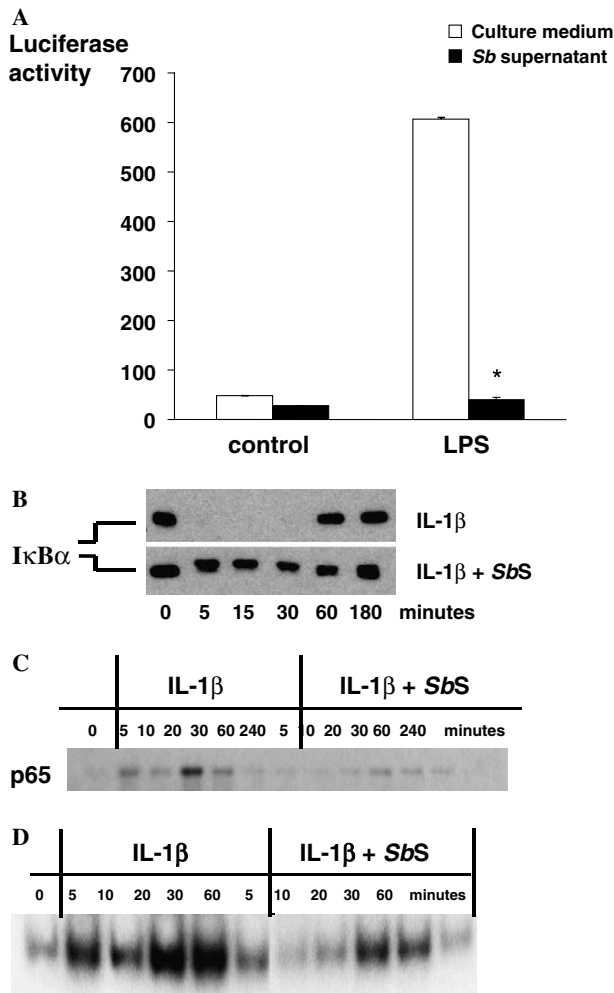 A
Luciferase
activity
Culture medium
Sb supernatant
700
600
500
400
300
200
100
0
*
control LPS
B
IκBα
IL-1β
IL-1β + SbS
0 5 15 30 60 180 minutes
C
IL-1β IL-1β + SbS
0 5 10 20 30 60 240 5 10 20 30 60 240 minutes
p65
D
IL-1β IL-1β + SbS
0 5 10 20 30 60 5 10 20 30 60 minutes